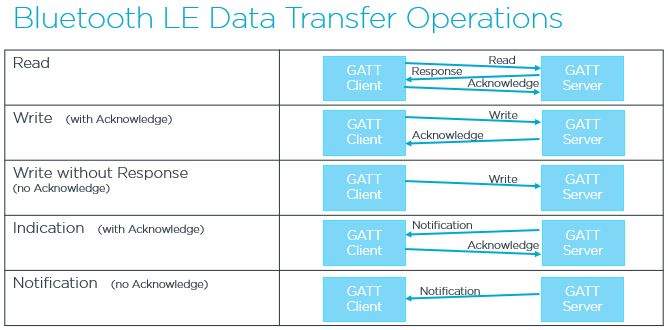 Bluetooth LE Data Transfer Operations
Read
GATT
Client
Read
Response
Acknowledge
GATT
Server
Write (with Acknowledge)
GATT
Client
Write
Acknowledge
GATT
Server
Write without Response
(no Acknowledge)
GATT
Client
Write
GATT
Server
Indication (with Acknowledge)
GATT
Client
Notification
Acknowledge
GATT
Server
Notification (no Acknowledge)
GATT
Client
Notification
GATT
Server